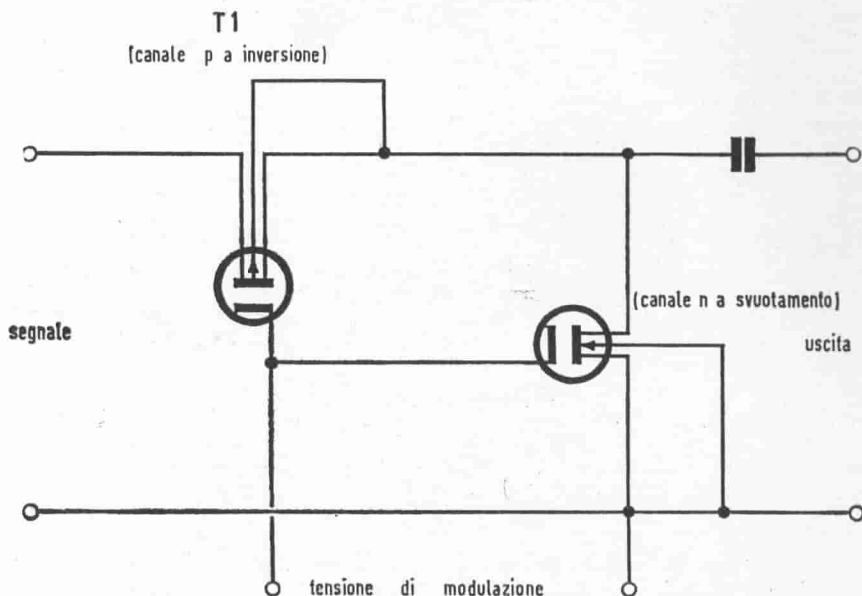 T1
(canale p a inversione)
(canale n a svuotamento)
segnale
uscita
tensione di modulazione